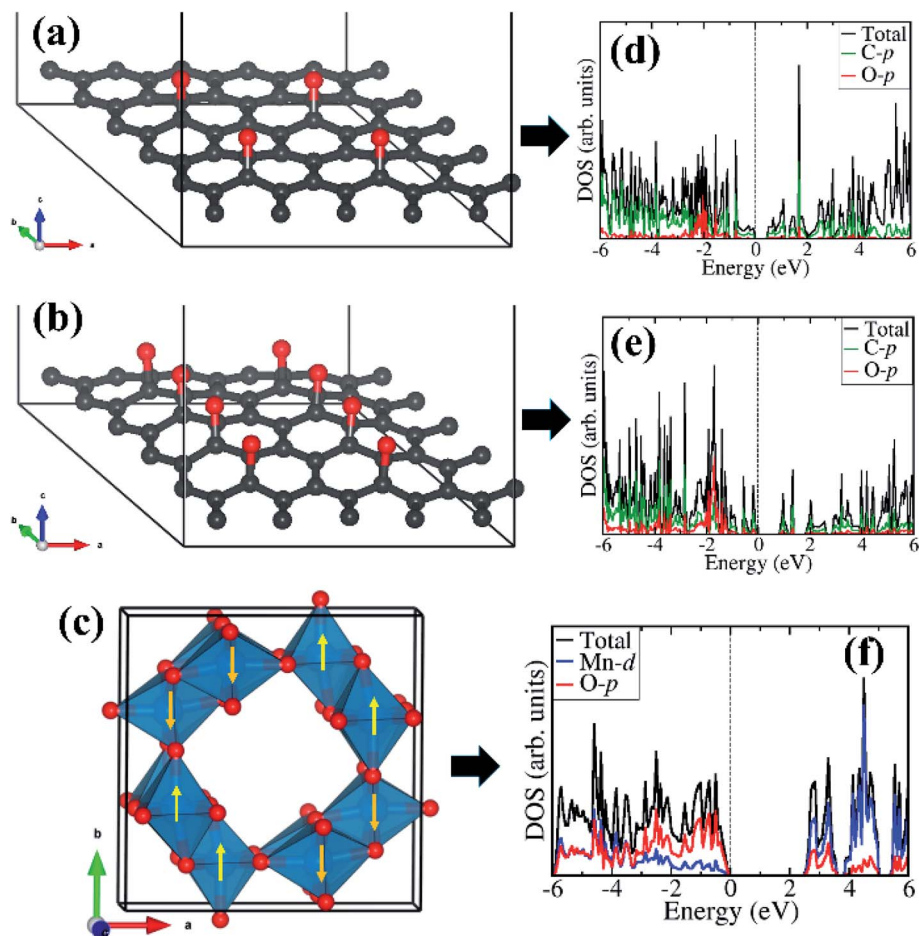 (a)
c
b
a
(d)
Total
C-p
O-p
DOS (arb. units)
-6 -4 -2 0 2 4 6
Energy (eV)
(b)
c
b
a
(e)
Total
C-p
O-p
DOS (arb. units)
-6 -4 -2 0 2 4 6
Energy (eV)
(c)
b
c
a
(f)
Total
Mn-d
O-p
DOS (arb. units)
-6 -4 -2 0 2 4 6
Energy (eV)